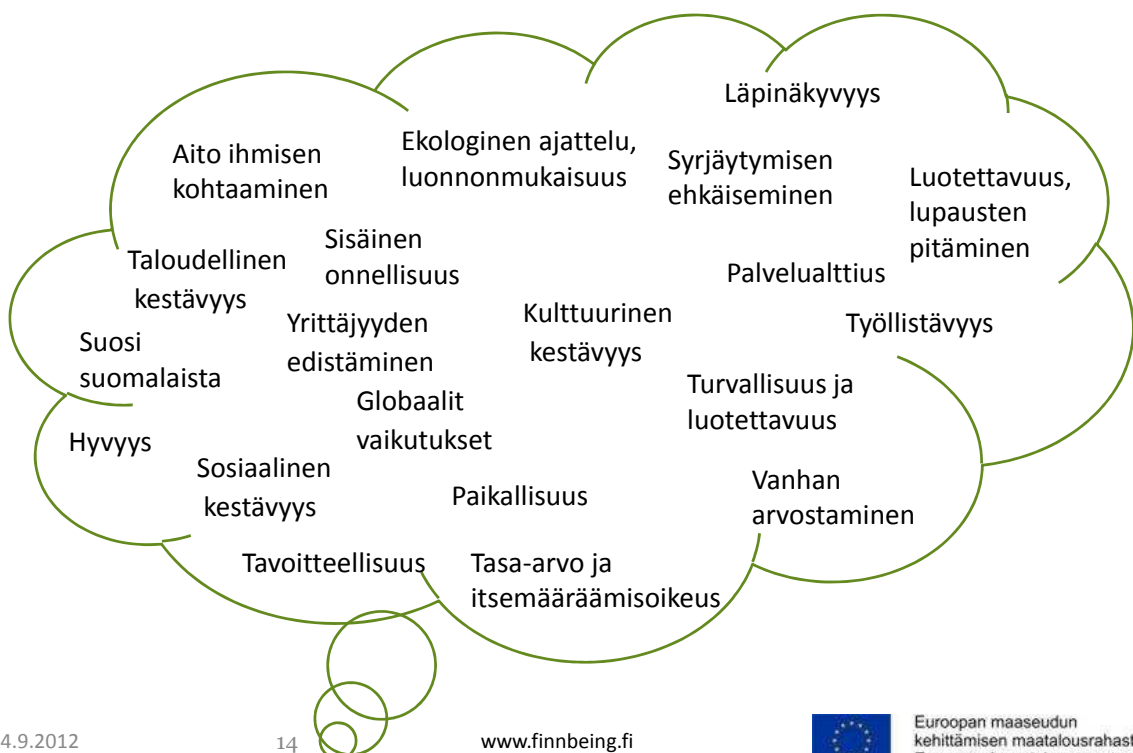 Läpinäkyvyys
Aito ihmisen
kohtaaminen
Ekologinen ajattelu,
luonnonmukaisuus
Syrjäytymisen
ehkäiseminen
Luotettavuus,
lupausten
pitäminen
Taloudellinen
kestävyys
Sisäinen
onnellisuus
Palvelualttius
Suosi
suomalaista
Yrittäjyyden
edistäminen
Kulttuurinen
kestävyys
Työllistävyys
Globaalit
vaikutukset
Turvallisuus ja
luotettavuus
Hyvyys
Sosiaalinen
kestävyys
Paikallisuus
Vanhan
arvostaminen
Tavoitteellisuus
Tasa-arvo ja
itsemääräämisoikeus
4.9.2012
14
www.finnbeing.fi
Euroopan maaseudun
kehittämisen maatalousrahast